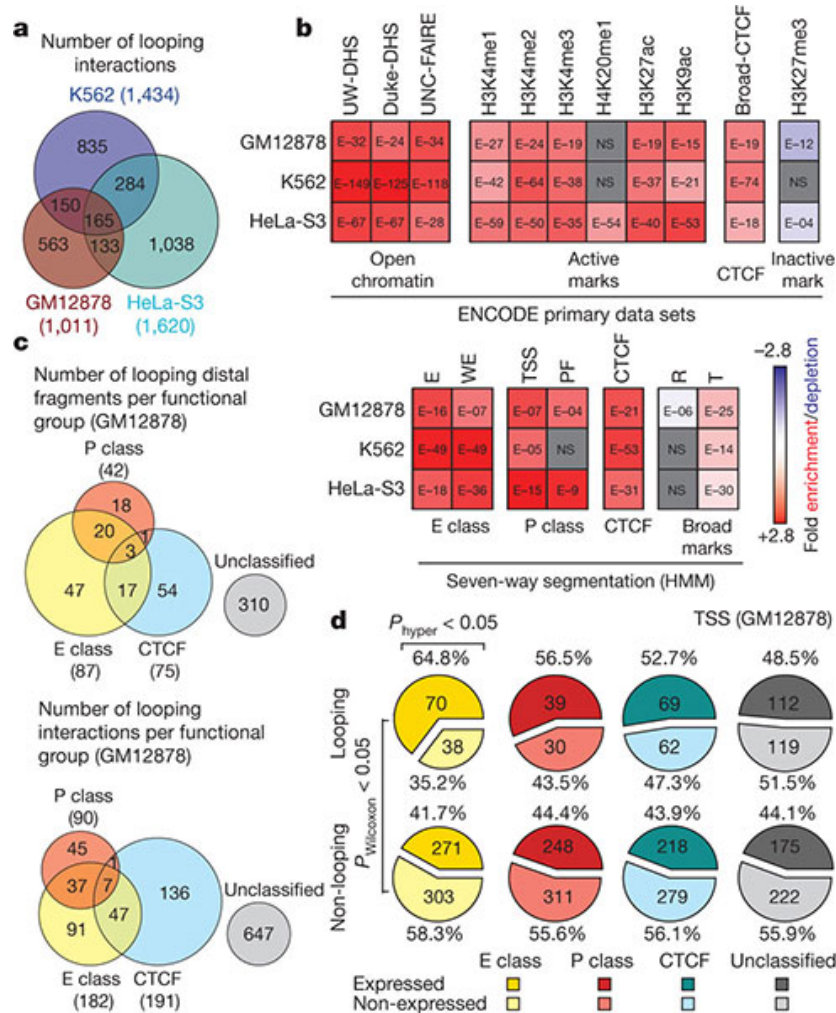 a
Number of looping
interactions
K562 (1,434)
835
284
150
165
563
133
1,038
GM12878
(1,011)
HeLa-S3
(1,620)
b
UW-DHS
Duke-DHS
UNC-FAIRE
H3K4me1
H3K4me2
H3K4me3
H4K20me1
H3K27ac
H3K9ac
Broad-CTCF
H3K27me3
GM12878 E-32 E-24 E-34 E-27 E-24 E-19 NS E-19 E-15 E-19 E-12
K562 E-149 E-125 E-118 E-42 E-64 E-38 NS E-37 E-21 E-74 NS
HeLa-S3 E-67 E-67 E-28 E-59 E-50 E-35 E-54 E-40 E-53 E-18 E-04
Open
chromatin
Active
marks
CTCF
Inactive
mark
ENCODE primary data sets
E
WE
TSS
PF
CTCF
R
T
GM12878 E-16 E-07 E-07 E-04 E-21 E-06 E-25
K562 E-49 E-49 E-05 NS E-53 NS E-14
HeLa-S3 E-18 E-36 E-15 E-9 E-31 NS E-30
E class
P class
CTCF
Broad
marks
Seven-way segmentation (HMM)
−2.8
Fold enrichment/depletion
+2.8
c
Number of looping distal
fragments per functional
group (GM12878)
P class
(42)
18
20
1
3
47
17
54
Unclassified
310
E class
(87)
CTCF
(75)
Number of looping
interactions per functional
group (GM12878)
P class
(90)
45
1
37
7
136
91
47
Unclassified
647
E class
(182)
CTCF
(191)
d
P hyper < 0.05
TSS (GM12878)
64.8% 56.5% 52.7% 48.5%
Looping
70 39 69 112
38 30 62 119
35.2% 43.5% 47.3% 51.5%
P Wilcoxon < 0.05
41.7% 44.4% 43.9% 44.1%
Non-looping
271 248 218 175
303 311 279 222
58.3% 55.6% 56.1% 55.9%
E class P class CTCF Unclassified
Expressed
Non-expressed